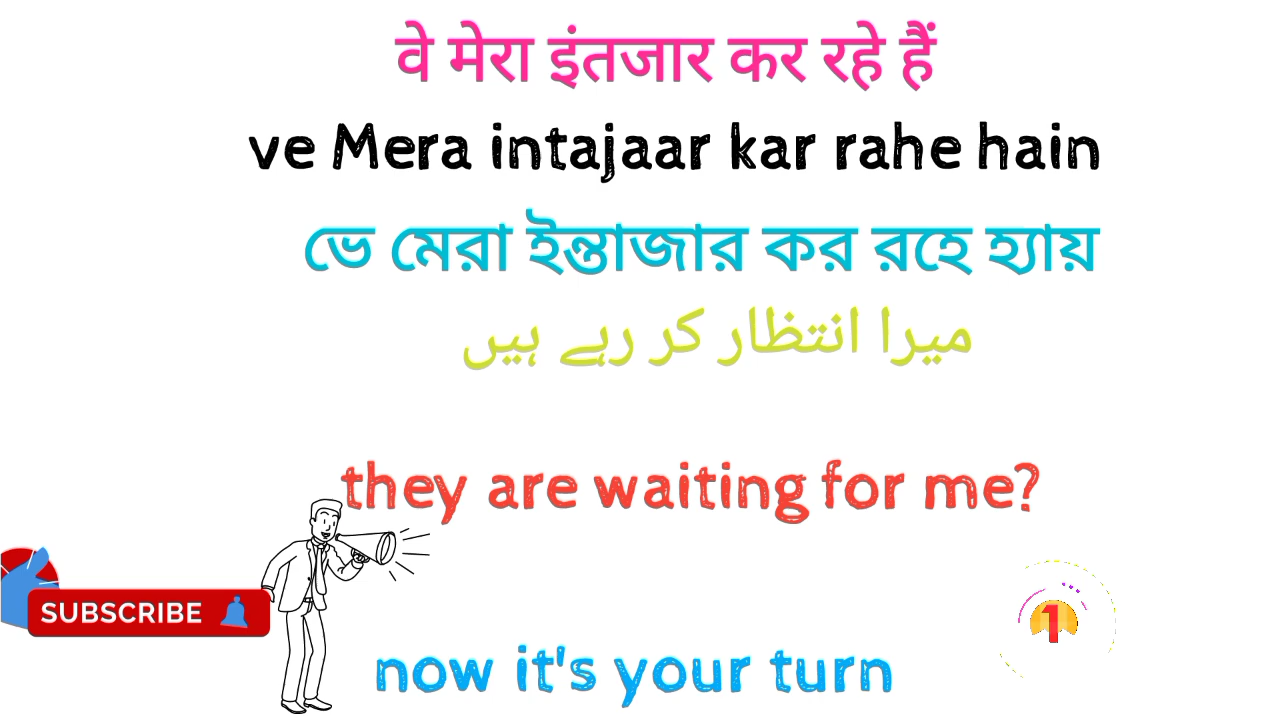 वे मेरा इंतजार कर रहे हैं
ve Mera intajaar kar rahe hain
ভে মেরা ইন্তাজার কর রহে হ্যায়
میرا انتظار کر رہے ہیں
they are waiting for me?
SUBSCRIBE
1
now it's your turn